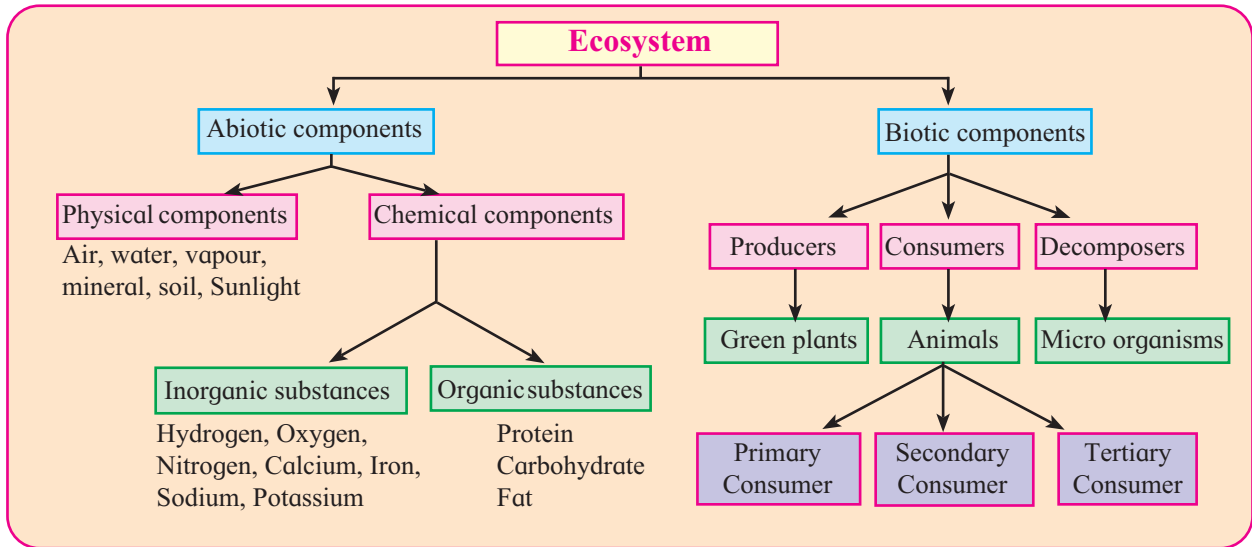 Ecosystem
Abiotic components
Biotic components
Physical components
Air, water, vapour,
mineral, soil, Sunlight
Chemical components
Inorganic substances
Hydrogen, Oxygen,
Nitrogen, Calcium, Iron,
Sodium, Potassium
Organic substances
Protein
Carbohydrate
Fat
Producers
Consumers
Decomposers
Green plants
Animals
Micro organisms
Primary
Consumer
Secondary
Consumer
Tertiary
Consumer